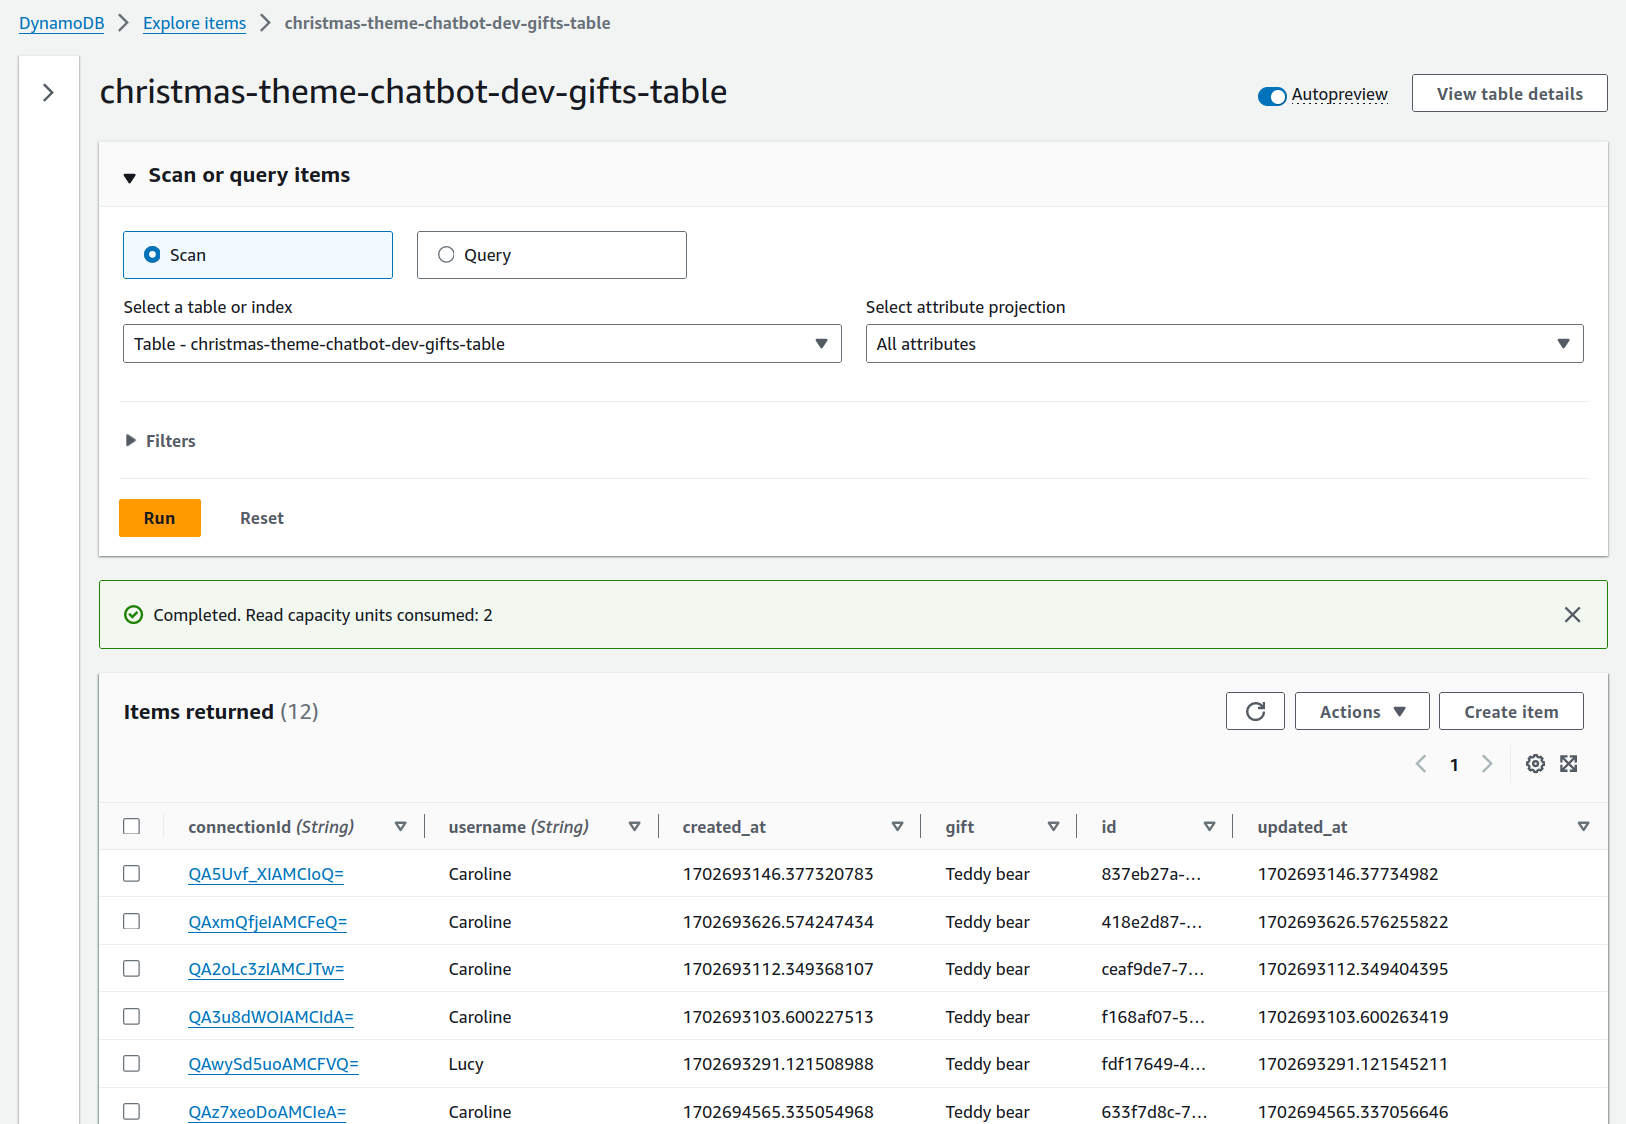 DynamoDB > Explore items > christmas-theme-chatbot-dev-gifts-table
christmas-theme-chatbot-dev-gifts-table
Autopreview
View table details
Scan or query items
Scan
Query
Select a table or index
Select attribute projection
Table - christmas-theme-chatbot-dev-gifts-table
All attributes
Filters
Run
Reset
Completed. Read capacity units consumed: 2
Items returned (12)
Actions
Create item
1
connectionId (String) username (String) created_at gift id updated_at
QA5Uvf_XIAMCIoQ= Caroline 1702693146.377320783 Teddy bear 837eb27a-... 1702693146.37734982
QAxmQfjeIAMCFeQ= Caroline 1702693626.574247434 Teddy bear 418e2d87-... 1702693626.576255822
QA2oLc3zIAMCJTw= Caroline 1702693112.349368107 Teddy bear ceaf9de7-7... 1702693112.349404395
QA3u8dWOIAMCIdA= Caroline 1702693103.600227513 Teddy bear f168af07-5... 1702693103.600263419
QAwySd5uoAMCFVQ= Lucy 1702693291.121508988 Teddy bear fdf17649-4... 1702693291.121545211
QAz7xeoDoAMCIeA= Caroline 1702694565.335054968 Teddy bear 633f7d8c-7... 1702694565.337056646